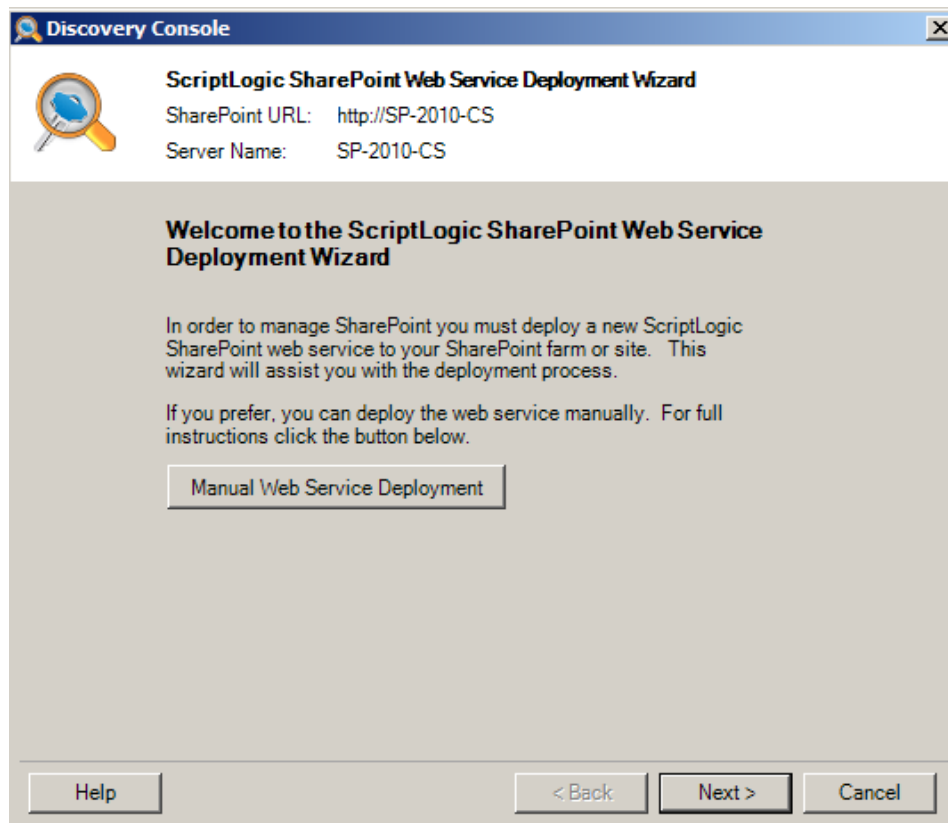 Discovery Console
ScriptLogic SharePoint Web Service Deployment Wizard
SharePoint URL: http://SP-2010-CS
Server Name: SP-2010-CS
Welcome to the ScriptLogic SharePoint Web Service
Deployment Wizard
In order to manage SharePoint you must deploy a new ScriptLogic
SharePoint web service to your SharePoint farm or site. This
wizard will assist you with the deployment process.
If you prefer, you can deploy the web service manually. For full
instructions click the button below.
Manual Web Service Deployment
Help < Back Next > Cancel